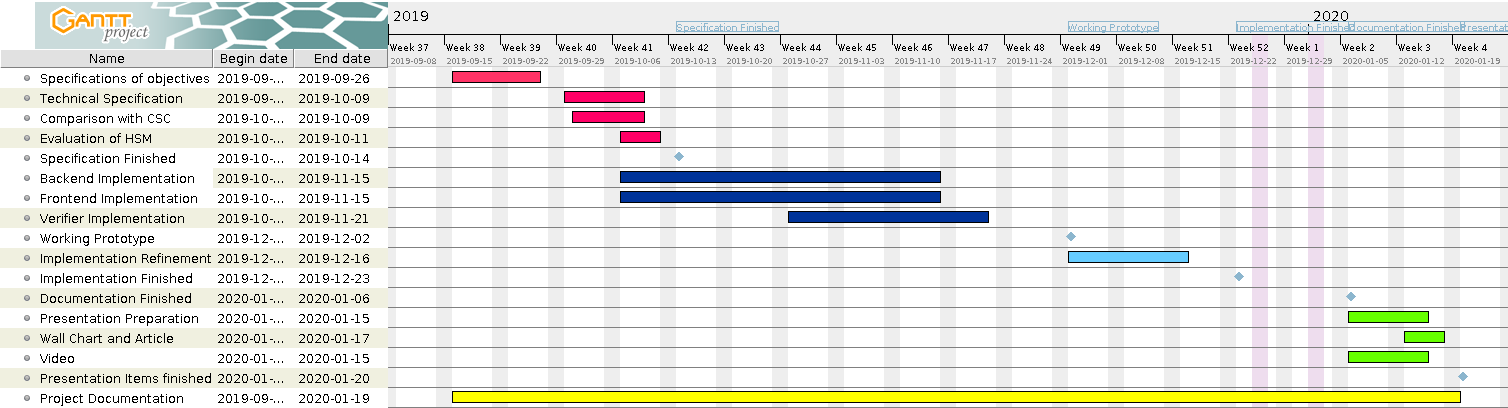 GANTT project
2019
2020
Specification Finished
Working Prototype
Implementation Finished
Documentation Finished
Presentat
Week 37 Week 38 Week 39 Week 40 Week 41 Week 42 Week 43 Week 44 Week 45 Week 46 Week 47 Week 48 Week 49 Week 50 Week 51 Week 52 Week 1 Week 2 Week 3 Week 4
Name Begin date End date
2019-09-08 2019-09-15 2019-09-22 2019-09-29 2019-10-06 2019-10-13 2019-10-20 2019-10-27 2019-11-03 2019-11-10 2019-11-17 2019-11-24 2019-12-01 2019-12-08 2019-12-15 2019-12-22 2019-12-29 2020-01-05 2020-01-12 2020-01-19
Specifications of objectives 2019-09-... 2019-09-26
Technical Specification 2019-09-... 2019-10-09
Comparison with CSC 2019-10-... 2019-10-09
Evaluation of HSM 2019-10-... 2019-10-11
Specification Finished 2019-10-... 2019-10-14
Backend Implementation 2019-10-... 2019-11-15
Frontend Implementation 2019-10-... 2019-11-15
Verifier Implementation 2019-10-... 2019-11-21
Working Prototype 2019-12-... 2019-12-02
Implementation Refinement 2019-12-... 2019-12-16
Implementation Finished 2019-12-... 2019-12-23
Documentation Finished 2020-01-... 2020-01-06
Presentation Preparation 2020-01-... 2020-01-15
Wall Chart and Article 2020-01-... 2020-01-17
Video 2020-01-... 2020-01-15
Presentation Items finished 2020-01-... 2020-01-20
Project Documentation 2019-09-... 2020-01-19